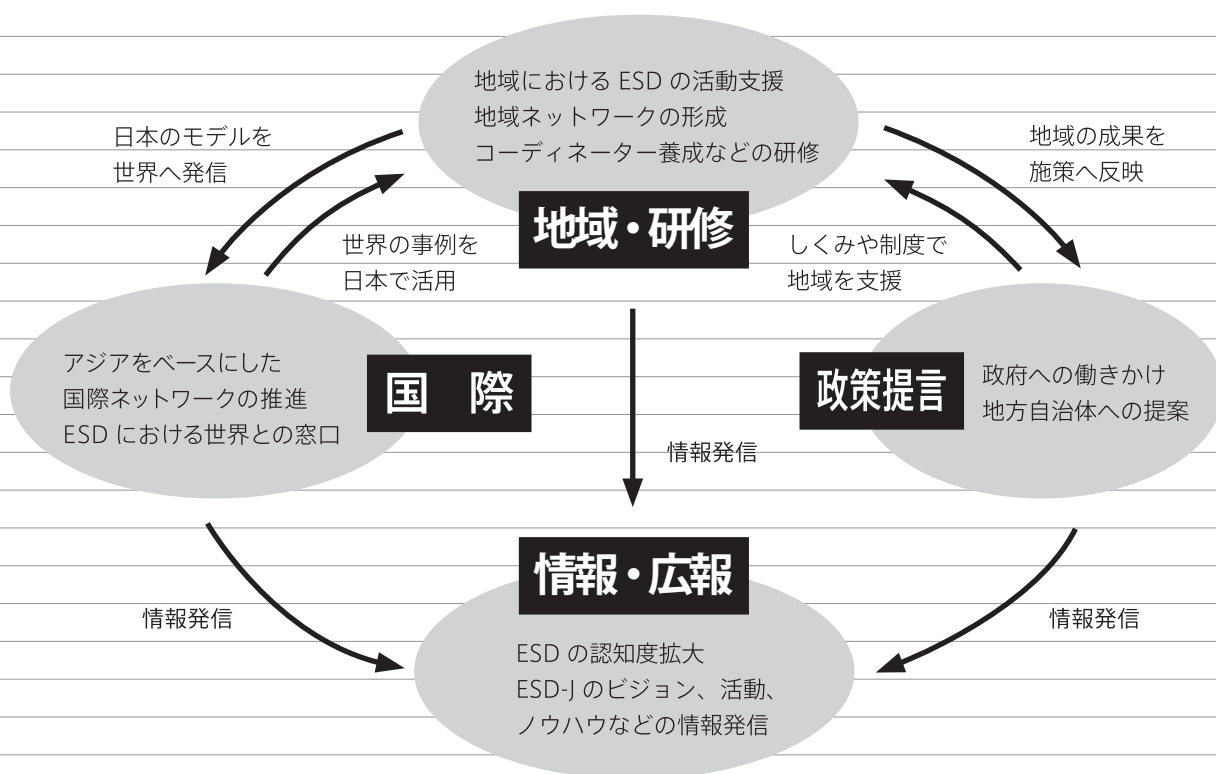 地域における ESD の活動支援
地域ネットワークの形成
コーディネーター養成などの研修
地域・研修
日本のモデルを
世界へ発信
世界の事例を
日本で活用
しくみや制度で
地域を支援
地域の成果を
施策へ反映
アジアをベースにした
国際ネットワークの推進
ESD における世界との窓口
国　際
政策提言
政府への働きかけ
地方自治体への提案
情報発信
情報発信
情報発信
情報・広報
ESD の認知度拡大
ESD-J のビジョン、活動、
ノウハウなどの情報発信